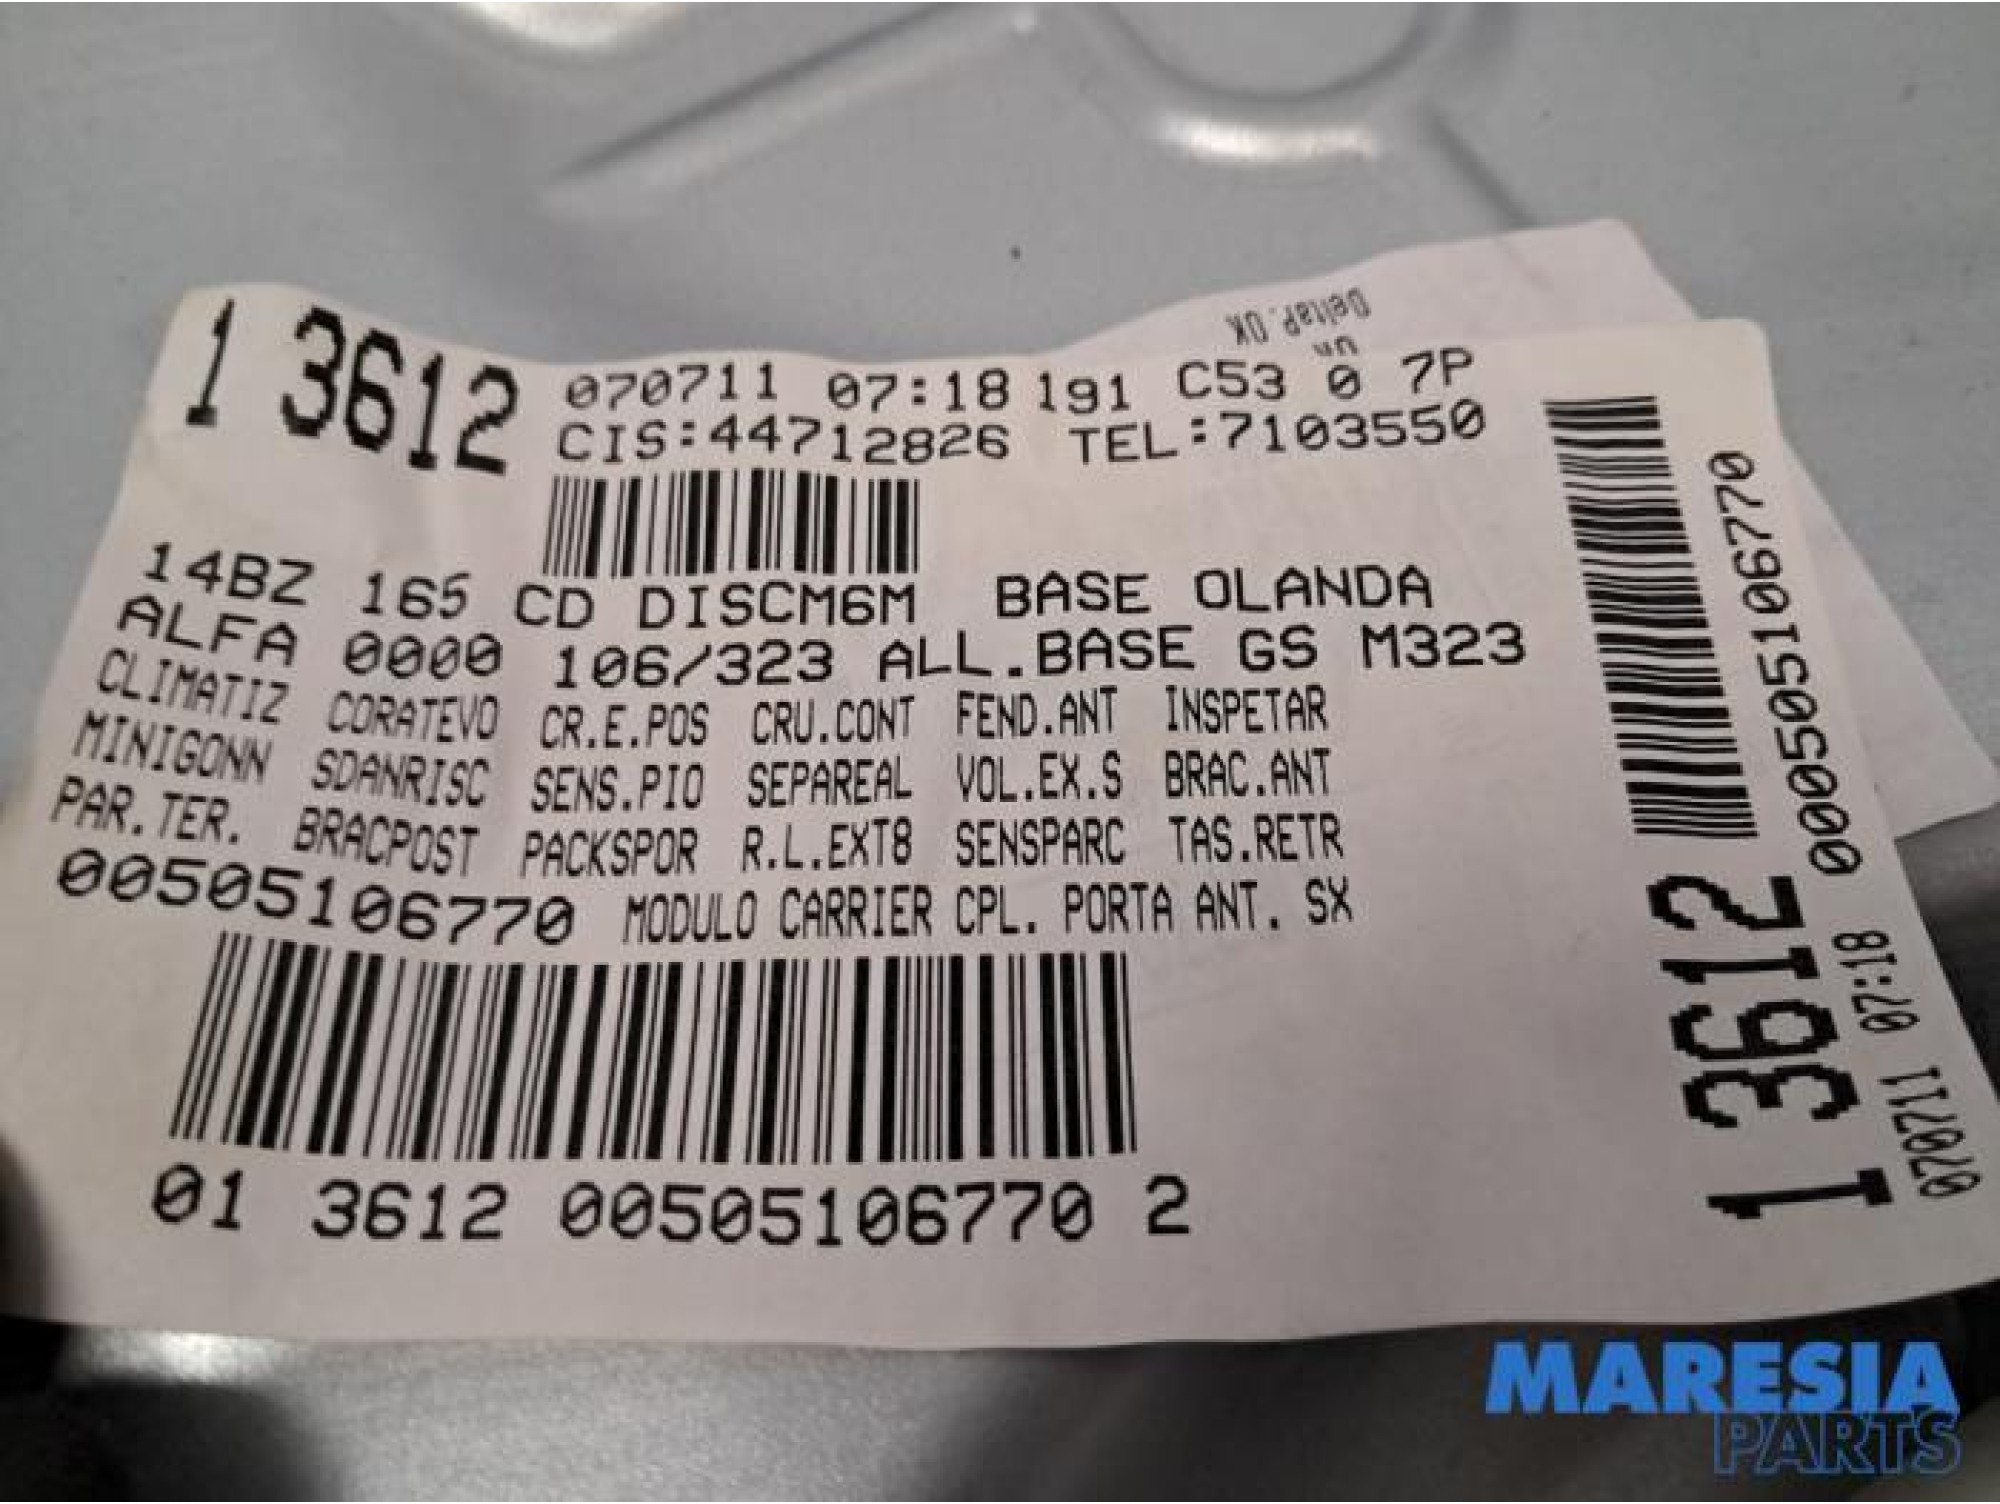 DeltaP.OK
un
1 3612
070711 07:18 191 C53 0 7P
CIS:44712826 TEL:7103550
14BZ 165 CD DISCM6M BASE OLANDA
ALFA 0000 106/323 ALL.BASE GS M323
CLIMATIZ CORATEVO CR.E.POS CRU.CONT FEND.ANT INSPETAR
MINIGONN SDANRISC SENS.PIO SEPAREAL VOL.EX.S BRAC.ANT
PAR.TER. BRACPOST PACKSPOR R.L.EXT8 SENSPARC TAS.RETR
00505106770 MODULO CARRIER CPL. PORTA ANT. SX
01 3612 00505106770 2
1 3612 00505106770
070711 07:18
MARESIA
PARTS